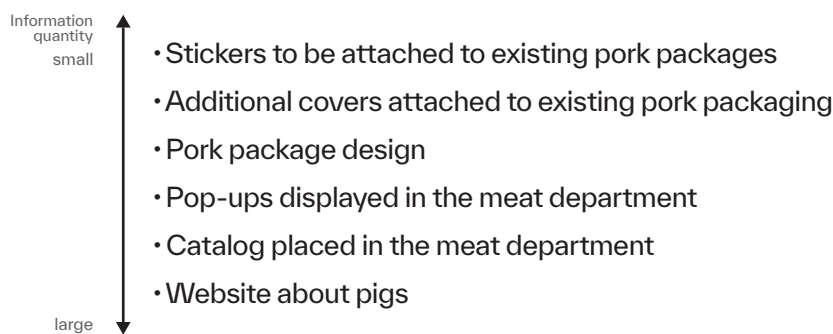 Information
quantity
small
・Stickers to be attached to existing pork packages
・Additional covers attached to existing pork packaging
・Pork package design
・Pop-ups displayed in the meat department
・Catalog placed in the meat department
・Website about pigs
large